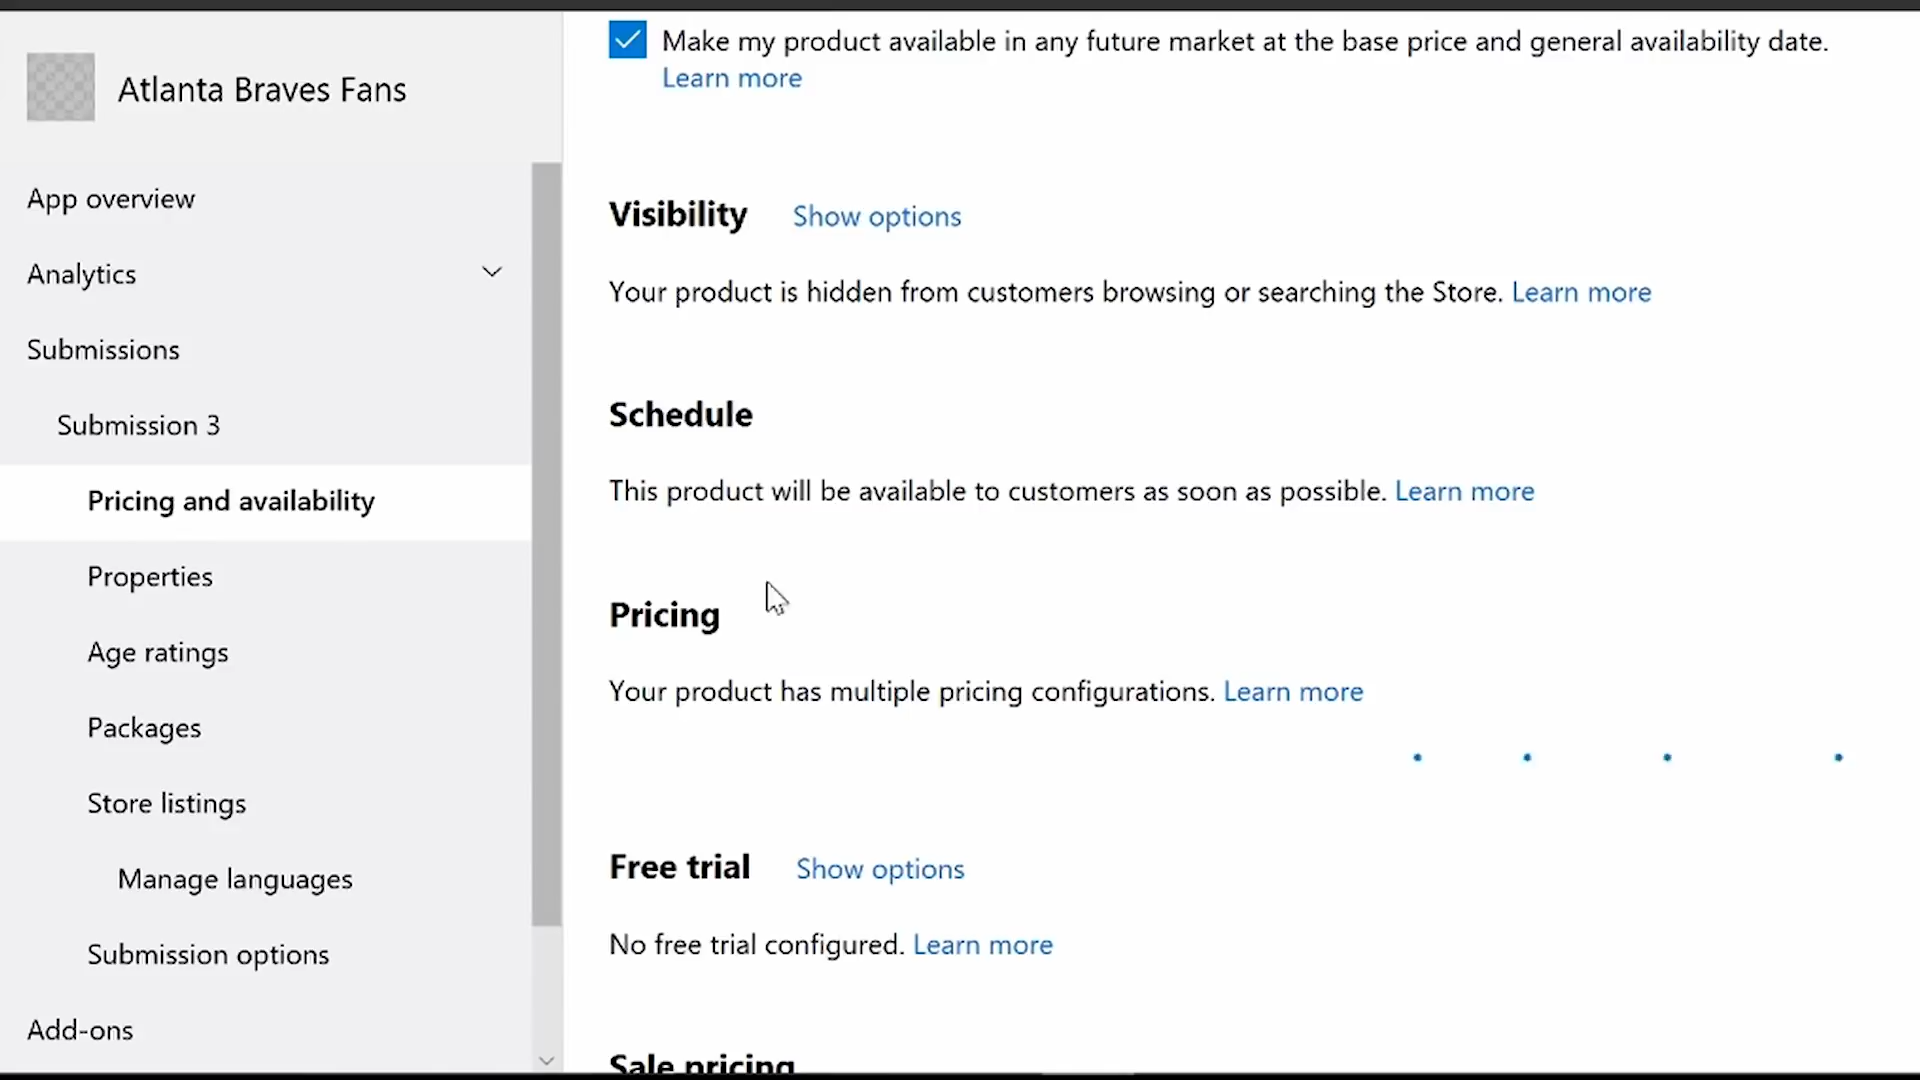 Atlanta Braves Fans
App overview
Analytics
Submissions
Submission 3
Pricing and availability
Properties
Age ratings
Packages
Store listings
Manage languages
Submission options
Add-ons
Make my product available in any future market at the base price and general availability date.
Learn more
Visibility Show options
Your product is hidden from customers browsing or searching the Store. Learn more
Schedule
This product will be available to customers as soon as possible. Learn more
Pricing
Your product has multiple pricing configurations. Learn more
Free trial Show options
No free trial configured. Learn more
Sale pricing